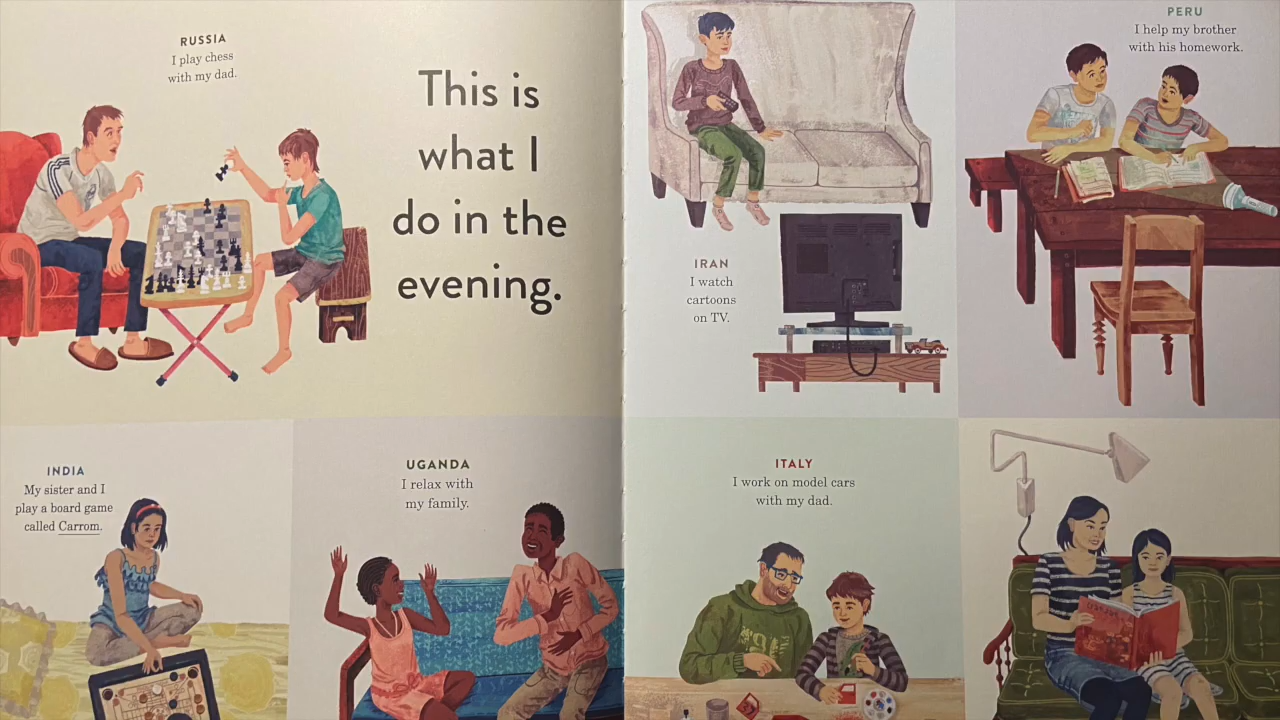 RUSSIA
I play chess
with my dad.
This is
what I
do in the
evening.
IRAN
I watch
cartoons
on TV.
PERU
I help my brother
with his homework.
INDIA
My sister and I
play a board game
called Carrom.
UGANDA
I relax with
my family.
ITALY
I work on model cars
with my dad.